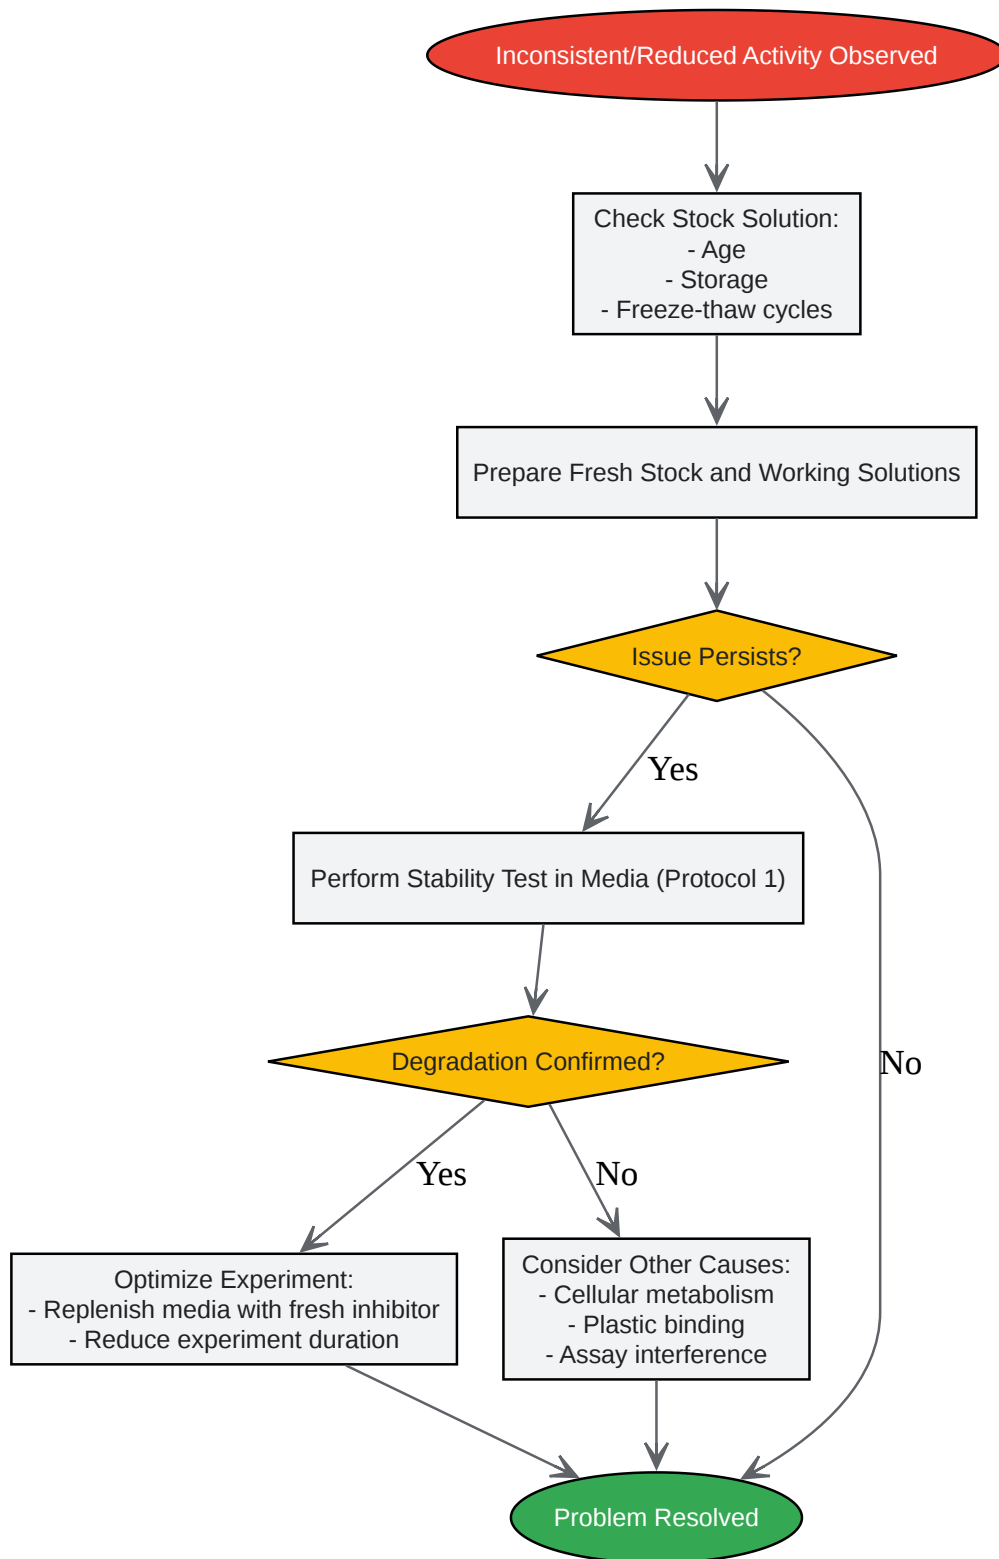 Inconsistent/Reduced Activity Observed
Check Stock Solution:
- Age
- Storage
- Freeze-thaw cycles
Prepare Fresh Stock and Working Solutions
Issue Persists?
Yes
Perform Stability Test in Media (Protocol 1)
Degradation Confirmed?
No
Yes
No
Optimize Experiment:
- Replenish media with fresh inhibitor
- Reduce experiment duration
Consider Other Causes:
- Cellular metabolism
- Plastic binding
- Assay interference
Problem Resolved